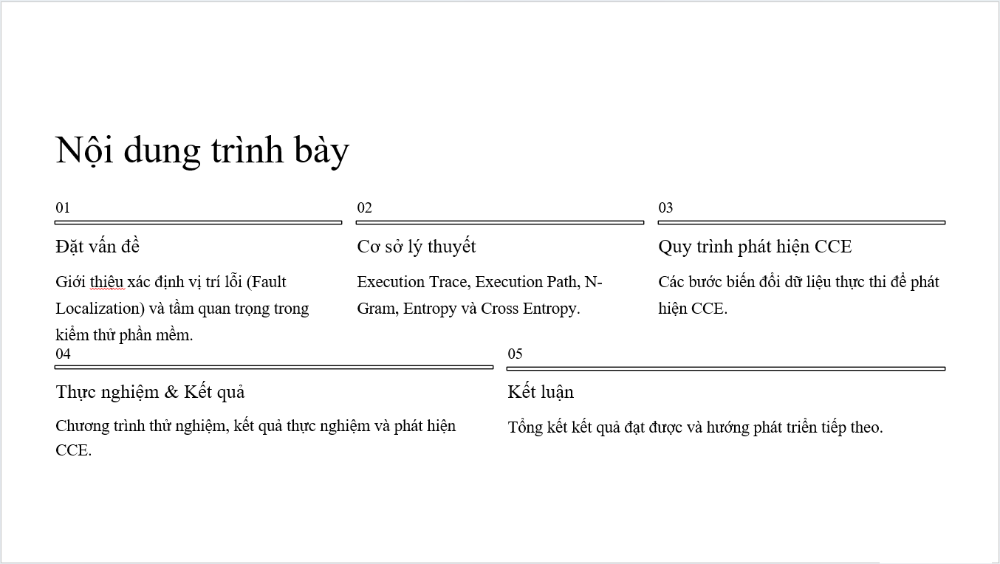 Nội dung trình bày
01
Đặt vấn đề
Giới thiệu xác định vị trí lỗi (Fault
Localization) và tầm quan trọng trong
kiểm thử phần mềm.
02
Cơ sở lý thuyết
Execution Trace, Execution Path, N-
Gram, Entropy và Cross Entropy.
03
Quy trình phát hiện CCE
Các bước biến đổi dữ liệu thực thi để phát
hiện CCE.
04
Thực nghiệm & Kết quả
Chương trình thử nghiệm, kết quả thực nghiệm và phát hiện
CCE.
05
Kết luận
Tổng kết kết quả đạt được và hướng phát triển tiếp theo.